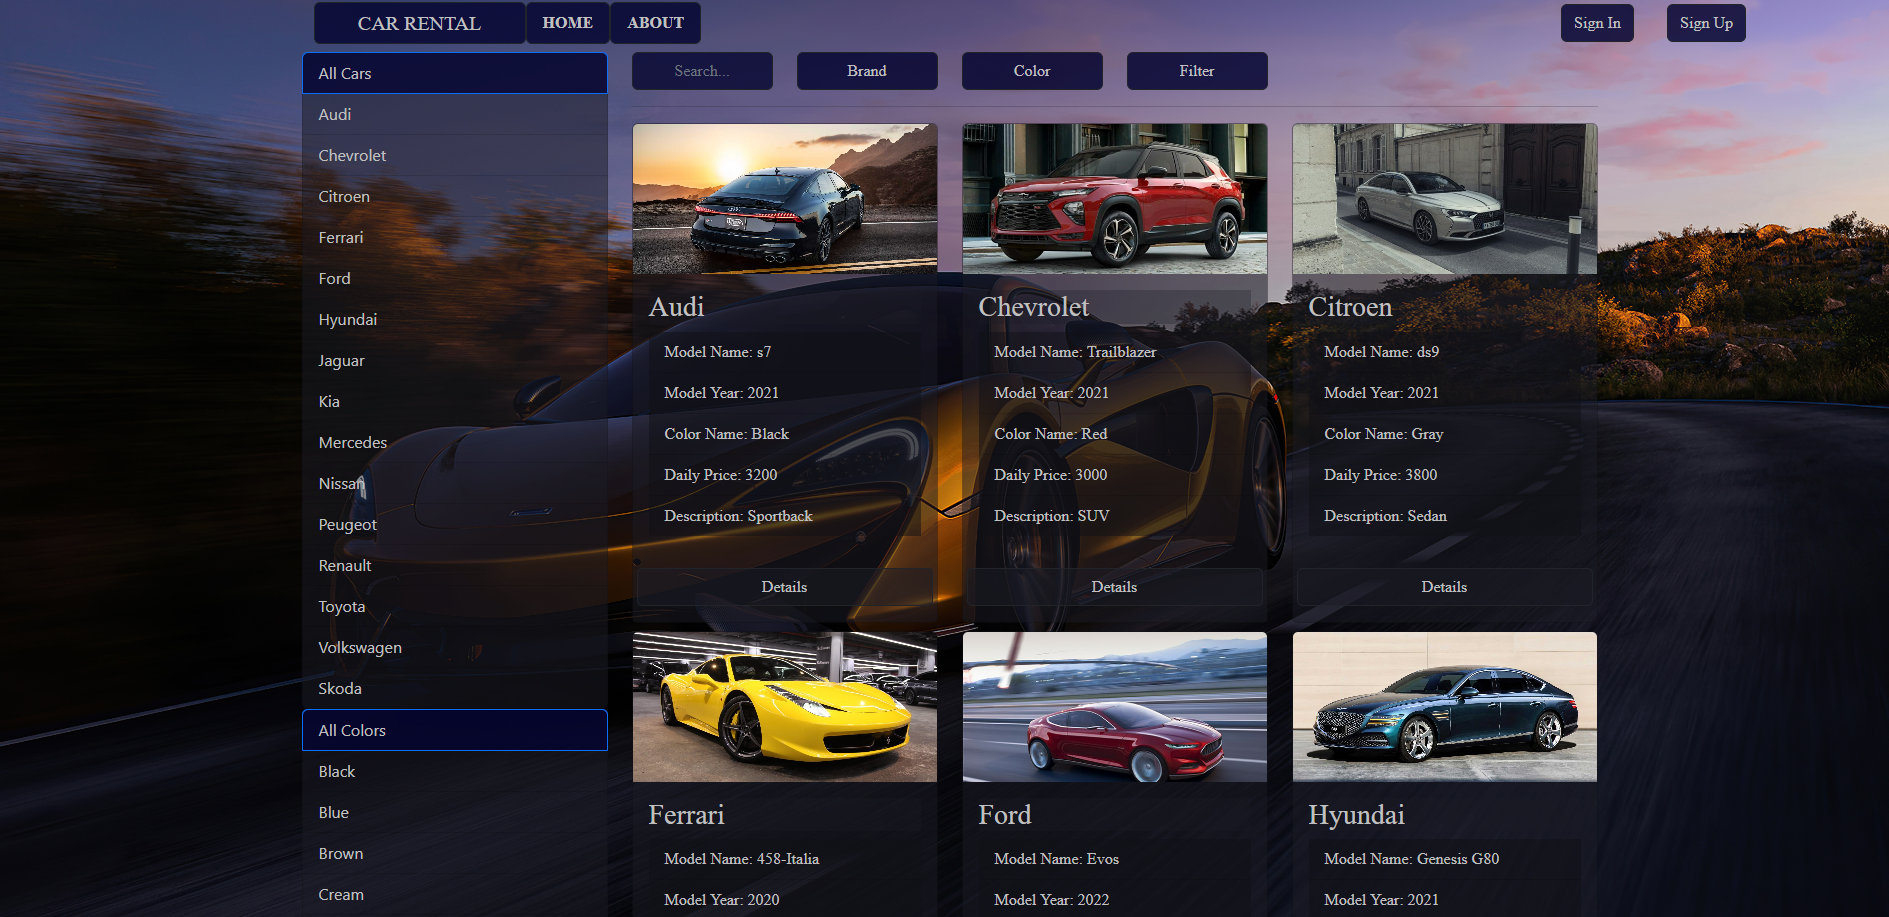 CAR RENTAL HOME ABOUT Sign In Sign Up
All Cars
Audi
Chevrolet
Citroen
Ferrari
Ford
Hyundai
Jaguar
Kia
Mercedes
Nissan
Peugeot
Renault
Toyota
Volkswagen
Skoda
All Colors
Black
Blue
Brown
Cream
Search... Brand Color Filter
Audi
Model Name: s7
Model Year: 2021
Color Name: Black
Daily Price: 3200
Description: Sportback
Details
Chevrolet
Model Name: Trailblazer
Model Year: 2021
Color Name: Red
Daily Price: 3000
Description: SUV
Details
Citroen
Model Name: ds9
Model Year: 2021
Color Name: Gray
Daily Price: 3800
Description: Sedan
Details
Ferrari
Model Name: 458-Italia
Model Year: 2020
Ford
Model Name: Evos
Model Year: 2022
Hyundai
Model Name: Genesis G80
Model Year: 2021